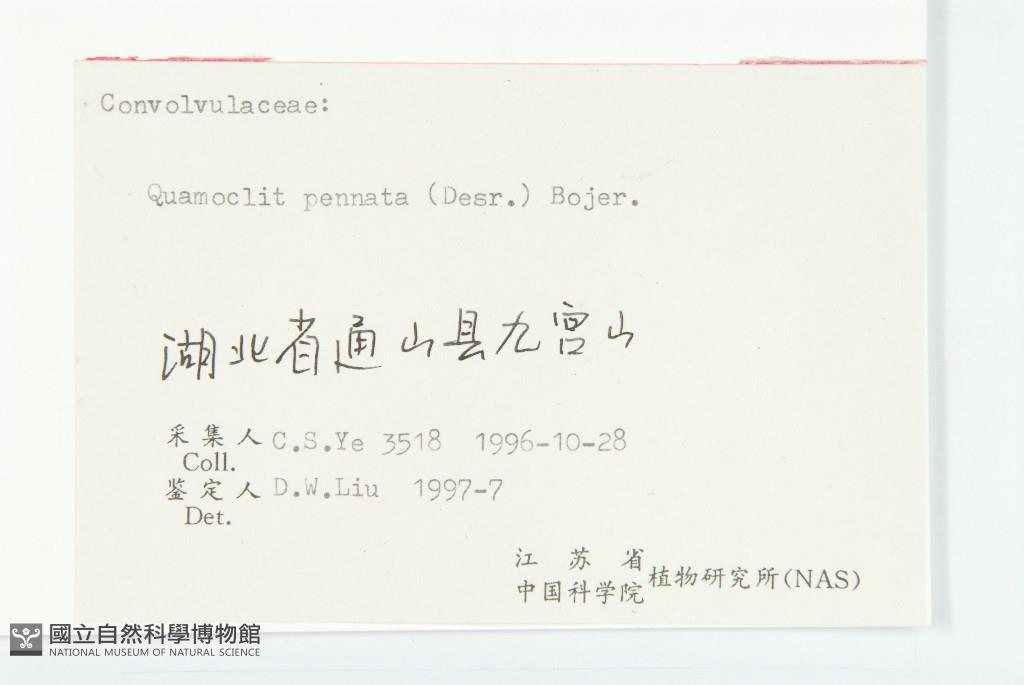 Convolvulaceae:
Quamoclit pennata (Desr.) Bojer.
湖北省通山县九宫山
采集人 C.S.Ye 3518 1996-10-28
Coll.
鉴定人 D.W.Liu 1997-7
Det.
江苏省
中国科学院植物研究所(NAS)
國立自然科學博物館
NATIONAL MUSEUM OF NATURAL SCIENCE